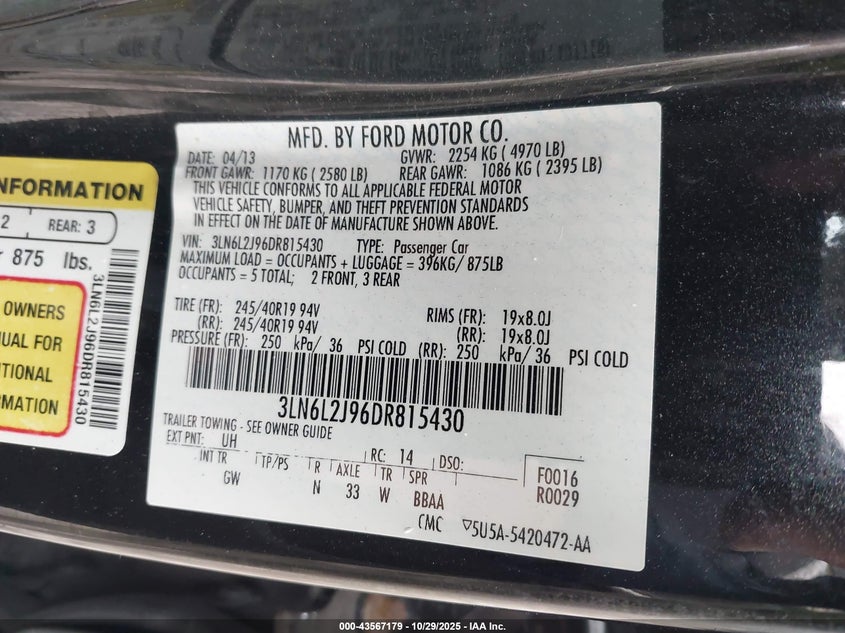 MFD. BY FORD MOTOR CO.
DATE: 04/13 GVWR: 2254 KG ( 4970 LB)
FRONT GAWR: 1170 KG ( 2580 LB) REAR GAWR: 1086 KG ( 2395 LB)
THIS VEHICLE CONFORMS TO ALL APPLICABLE FEDERAL MOTOR
VEHICLE SAFETY, BUMPER, AND THEFT PREVENTION STANDARDS
IN EFFECT ON THE DATE OF MANUFACTURE SHOWN ABOVE.
VIN: 3LN6L2J96DR815430 TYPE: Passenger Car
MAXIMUM LOAD = OCCUPANTS + LUGGAGE = 396KG/ 875LB
OCCUPANTS = 5 TOTAL; 2 FRONT, 3 REAR
TIRE (FR): 245/40R19 94V RIMS (FR): 19x8.0J
(RR): 245/40R19 94V (RR): 19x8.0J
PRESSURE (FR): 250 kPa/ 36 PSI COLD (RR): 250 kPa/ 36 PSI COLD
3LN6L2J96DR815430
TRAILER TOWING - SEE OWNER GUIDE
EXT PNT: UH RC: 14 DSO:
INT TR TP/PS R AXLE TR SPR F0016
GW N 33 W BBAA R0029
CMC ▽5U5A-5420472-AA
NFORMATION
2 REAR: 3
875 lbs.
OWNERS
UAL FOR
ITIONAL
RMATION
3LN6L2J96DR815430
000-43567179 - 10/29/2025 - IAA Inc.